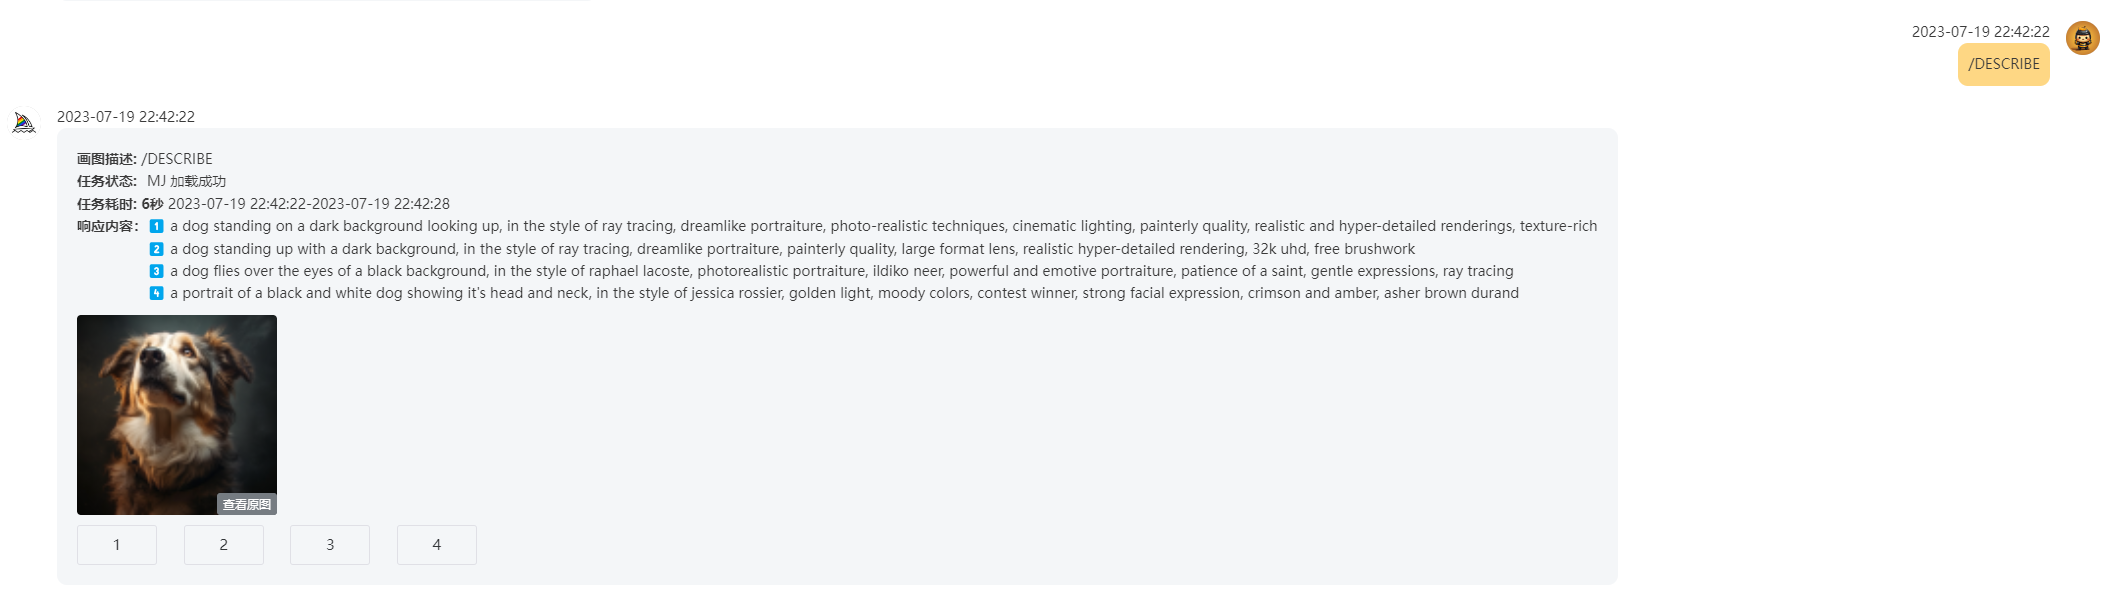 2023-07-19 22:42:22
/DESCRIBE
2023-07-19 22:42:22
画图描述: /DESCRIBE
任务状态: MJ 加载成功
任务耗时: 6秒 2023-07-19 22:42:22-2023-07-19 22:42:28
响应内容: 1 a dog standing on a dark background looking up, in the style of ray tracing, dreamlike portraiture, photo-realistic techniques, cinematic lighting, painterly quality, realistic and hyper-detailed renderings, texture-rich
2 a dog standing up with a dark background, in the style of ray tracing, dreamlike portraiture, painterly quality, large format lens, realistic hyper-detailed rendering, 32k uhd, free brushwork
3 a dog flies over the eyes of a black background, in the style of raphael lacoste, photorealistic portraiture, ildiko neer, powerful and emotive portraiture, patience of a saint, gentle expressions, ray tracing
4 a portrait of a black and white dog showing it's head and neck, in the style of jessica rossier, golden light, moody colors, contest winner, strong facial expression, crimson and amber, asher brown durand
查看原图
1 2 3 4